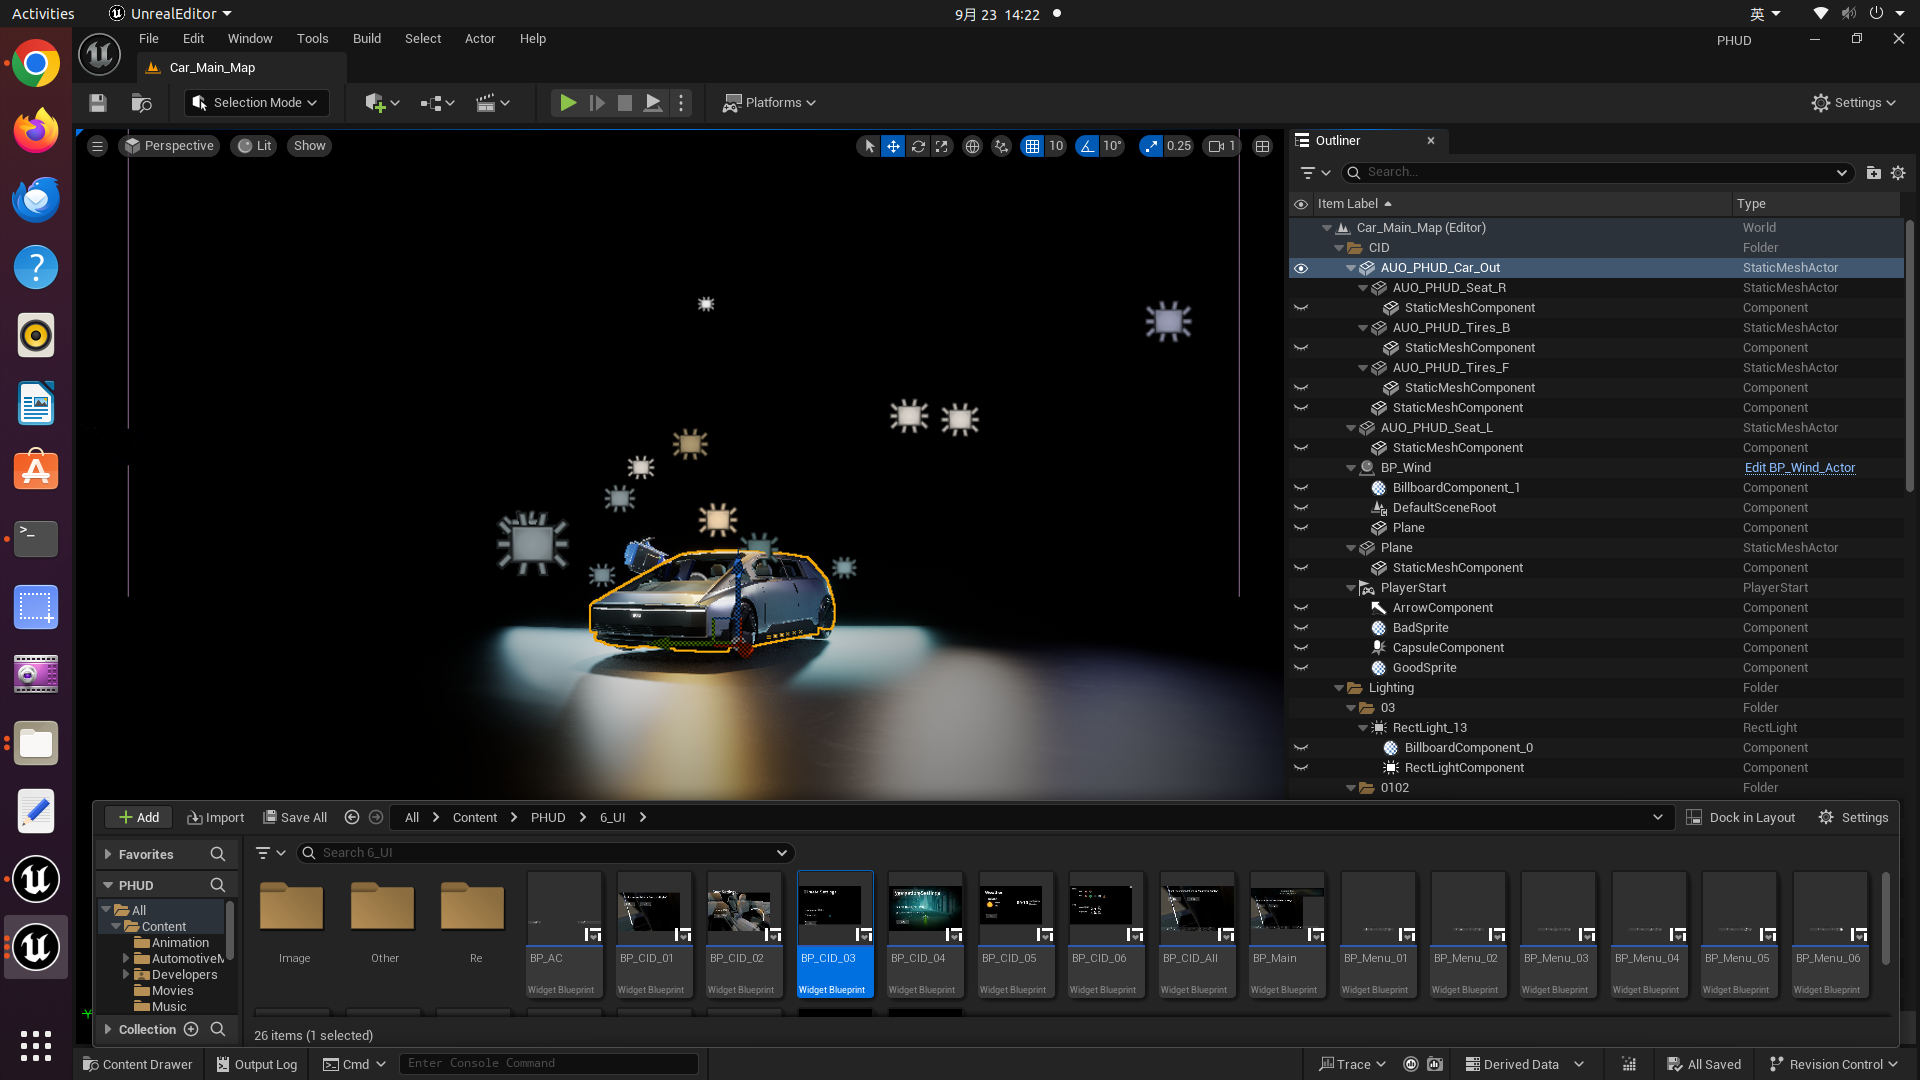 Activities
UnrealEditor
9月 23 14:22
英
File Edit Window Tools Build Select Actor Help
PHUD
Car_Main_Map
Selection Mode
Platforms
Settings
Perspective
Lit
Show
10
10°
0.25
1
Outliner
Search...
Item Label
Type
Car_Main_Map (Editor) World
CID Folder
AUO_PHUD_Car_Out StaticMeshActor
AUO_PHUD_Seat_R StaticMeshActor
StaticMeshComponent Component
AUO_PHUD_Tires_B StaticMeshActor
StaticMeshComponent Component
AUO_PHUD_Tires_F StaticMeshActor
StaticMeshComponent Component
StaticMeshComponent Component
AUO_PHUD_Seat_L StaticMeshActor
StaticMeshComponent Component
BP_Wind Edit BP_Wind_Actor
BillboardComponent_1 Component
DefaultSceneRoot Component
Plane Component
Plane StaticMeshActor
StaticMeshComponent Component
PlayerStart PlayerStart
ArrowComponent Component
BadSprite Component
CapsuleComponent Component
GoodSprite Component
Lighting Folder
03 Folder
RectLight_13 RectLight
BillboardComponent_0 Component
RectLightComponent Component
0102 Folder
Add
Import
Save All
All
Content
PHUD
6_UI
Dock in Layout
Settings
Favorites
PHUD
All
Content
Animation
AutomotiveM
Developers
Movies
Music
Collection
Search 6_UI
Image
Other
Re
BP_AC
Widget Blueprint
BP_CID_01
Widget Blueprint
BP_CID_02
Widget Blueprint
BP_CID_03
Widget Blueprint
BP_CID_04
Widget Blueprint
BP_CID_05
Widget Blueprint
BP_CID_06
Widget Blueprint
BP_CID_All
Widget Blueprint
BP_Main
Widget Blueprint
BP_Menu_01
Widget Blueprint
BP_Menu_02
Widget Blueprint
BP_Menu_03
Widget Blueprint
BP_Menu_04
Widget Blueprint
BP_Menu_05
Widget Blueprint
BP_Menu_06
Widget Blueprint
26 items (1 selected)
Content Drawer
Output Log
Cmd
Enter Console Command
Trace
Derived Data
All Saved
Revision Control